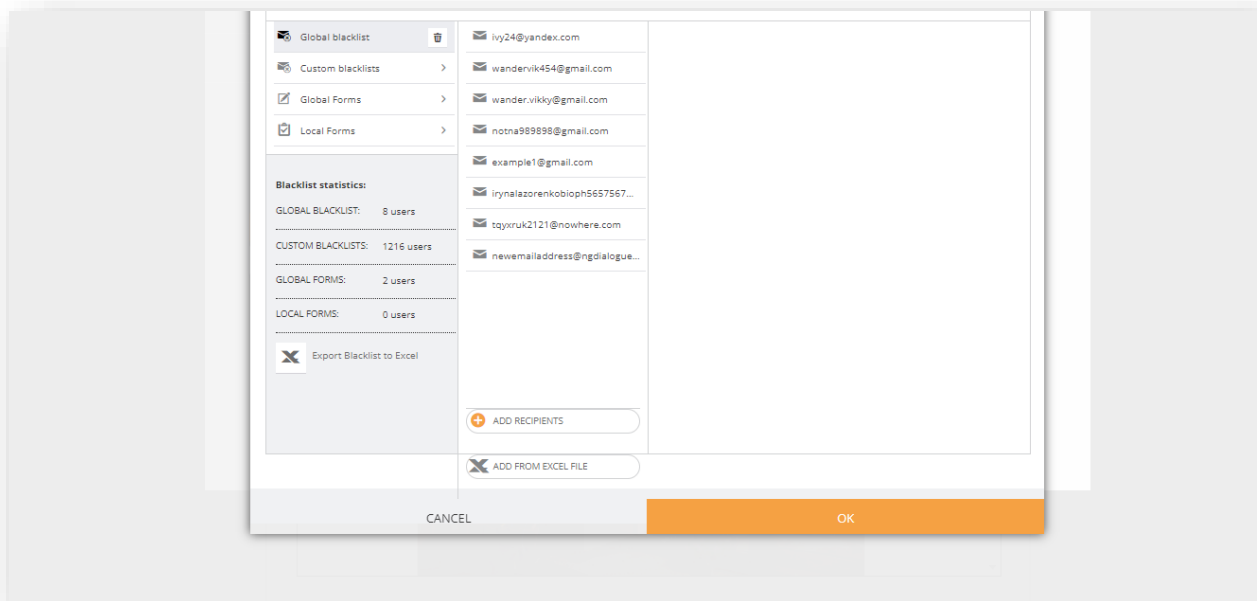 Global blacklist
Custom blacklists
Global Forms
Local Forms
Blacklist statistics:
GLOBAL BLACKLIST: 8 users
CUSTOM BLACKLISTS: 1216 users
GLOBAL FORMS: 2 users
LOCAL FORMS: 0 users
Export Blacklist to Excel
ivy24@yandex.com
wandervik454@gmail.com
wander.vikky@gmail.com
notna989898@gmail.com
example1@gmail.com
irynalazorenkobioph5657567...
tqyxruk2121@nowhere.com
newemailaddress@ngdialogue...
ADD RECIPIENTS
ADD FROM EXCEL FILE
CANCEL
OK